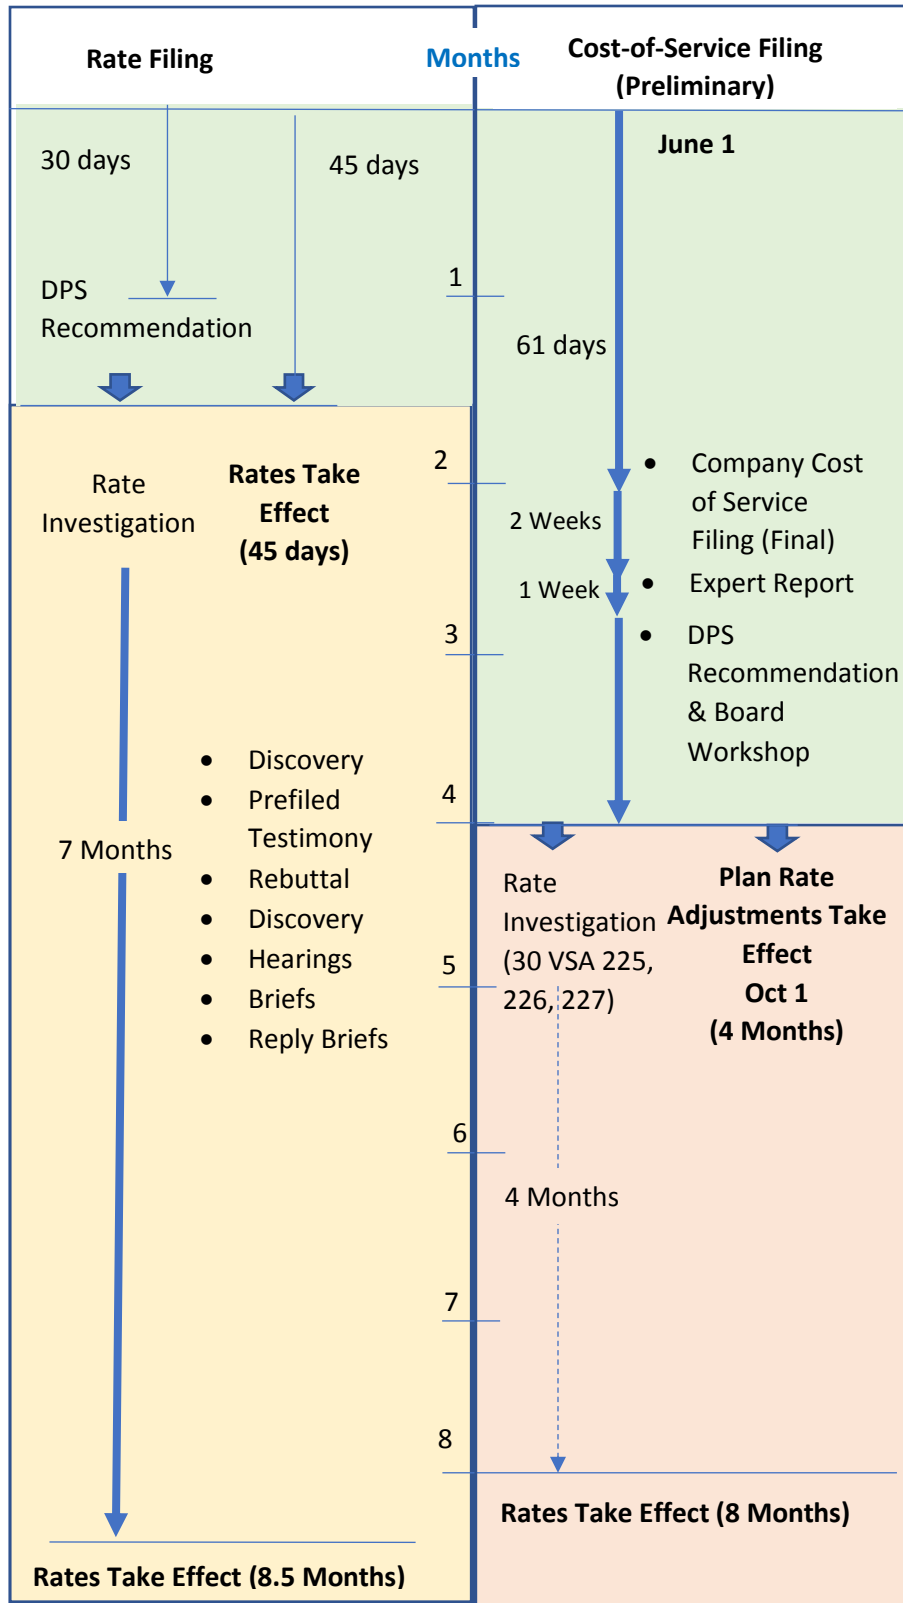 Rate Filing
Months
Cost-of-Service Filing
(Preliminary)
30 days
45 days
DPS
Recommendation
Rate
Investigation
Rates Take
Effect
(45 days)
7 Months
• Discovery
• Prefiled
Testimony
• Rebuttal
• Discovery
• Hearings
• Briefs
• Reply Briefs
Rates Take Effect (8.5 Months)
1
2
3
4
5
6
7
8
June 1
61 days
2 Weeks
1 Week
• Company Cost
of Service
Filing (Final)
• Expert Report
• DPS
Recommendation
& Board
Workshop
Rate
Investigation
(30 VSA 225,
226, 227)
Plan Rate
Adjustments Take
Effect
Oct 1
(4 Months)
4 Months
Rates Take Effect (8 Months)